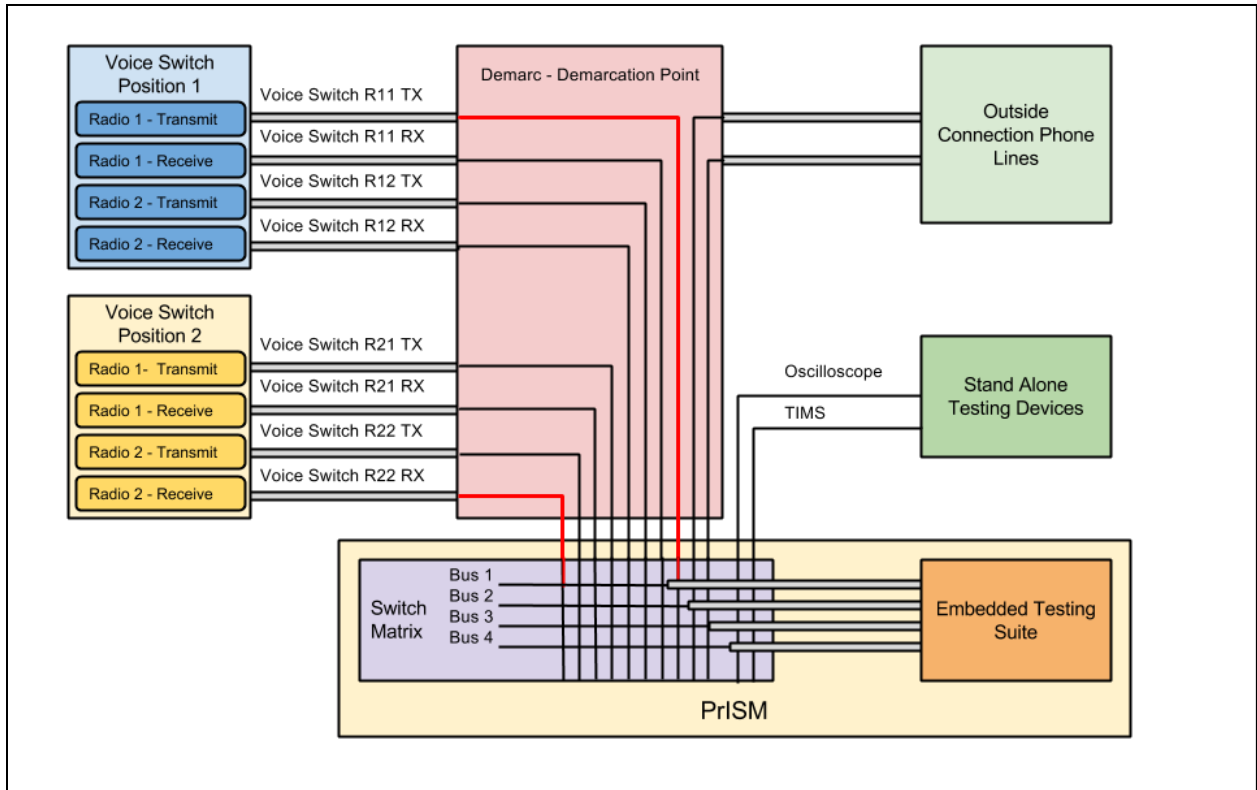 Voice Switch
Position 1
Radio 1 - Transmit
Radio 1 - Receive
Radio 2 - Transmit
Radio 2 - Receive
Voice Switch R11 TX
Voice Switch R11 RX
Voice Switch R12 TX
Voice Switch R12 RX
Demarc - Demarcation Point
Outside
Connection Phone
Lines
Voice Switch
Position 2
Radio 1- Transmit
Radio 1 - Receive
Radio 2 - Transmit
Radio 2 - Receive
Voice Switch R21 TX
Voice Switch R21 RX
Voice Switch R22 TX
Voice Switch R22 RX
Oscilloscope
TIMS
Stand Alone
Testing Devices
Switch
Matrix
Bus 1
Bus 2
Bus 3
Bus 4
Embedded Testing
Suite
PrISM